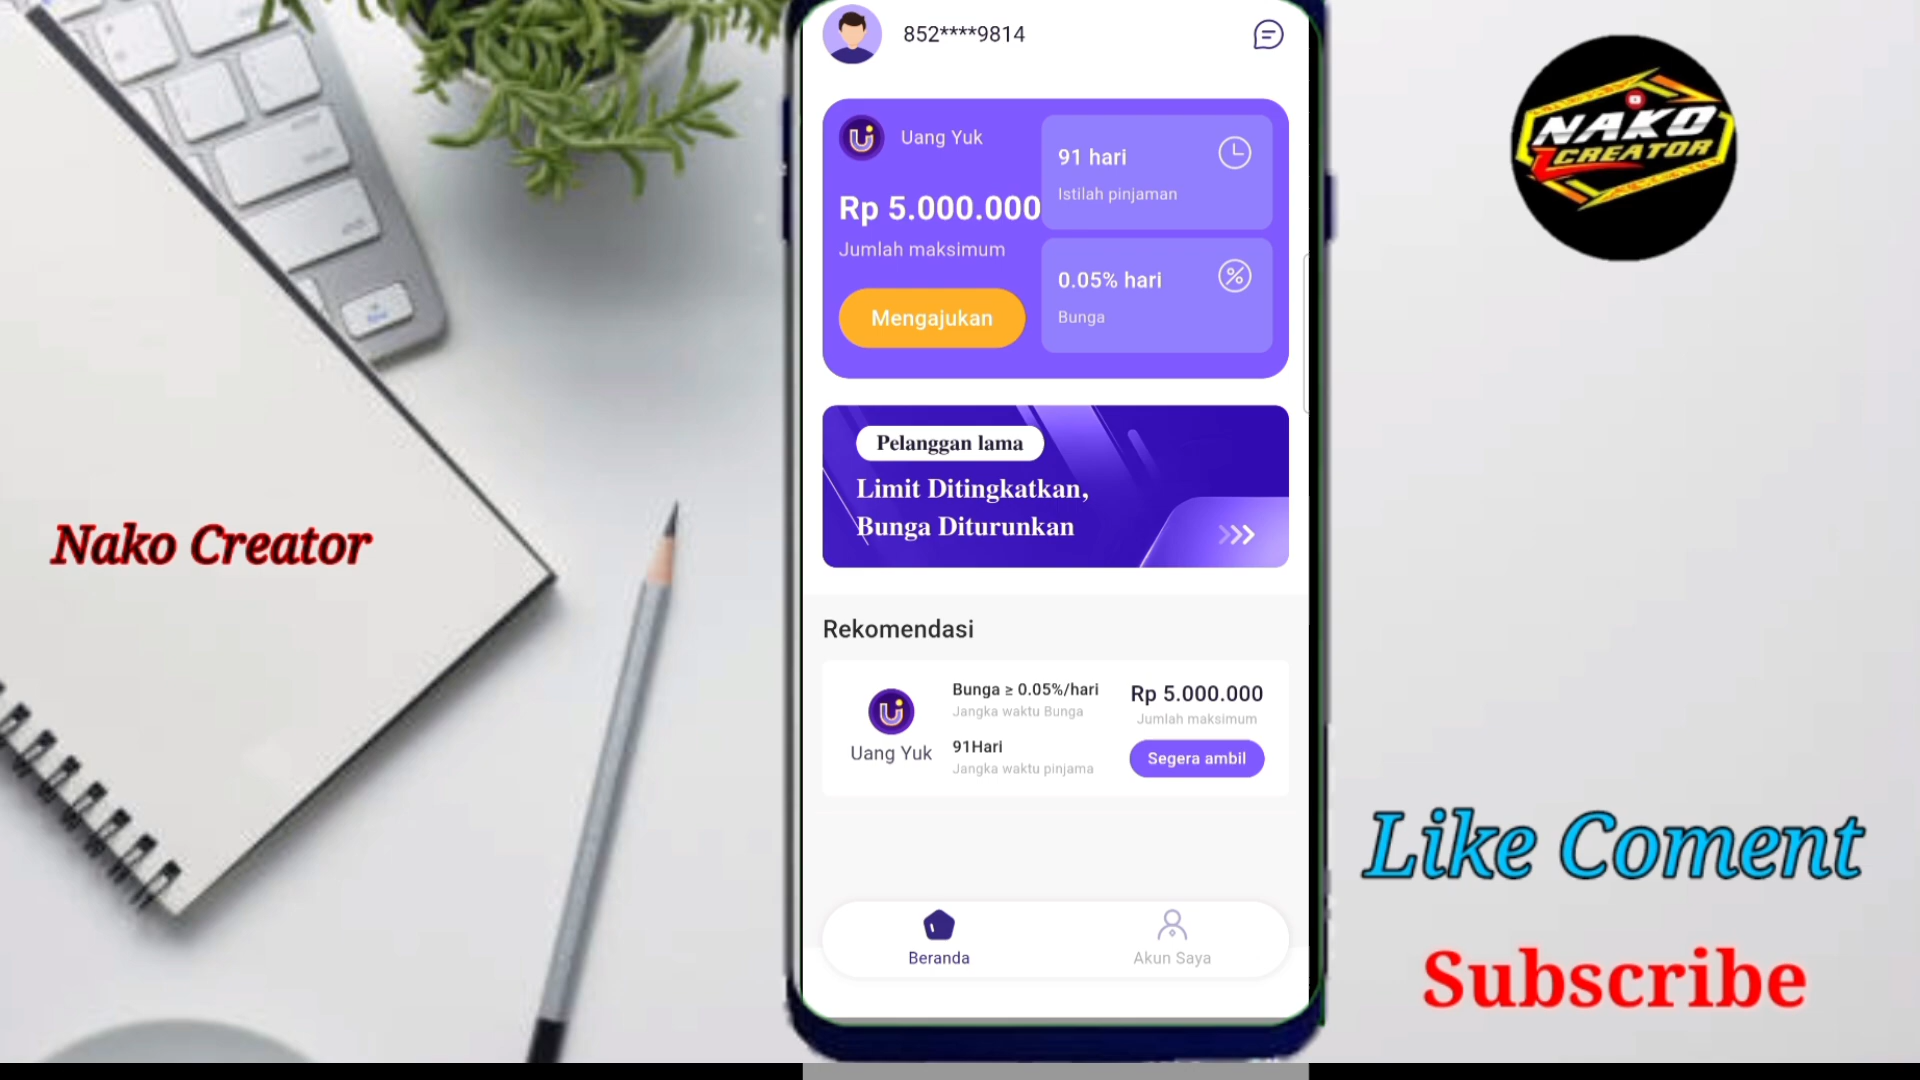 852****9814
Uang Yuk
Rp 5.000.000
Jumlah maksimum
Mengajukan
91 hari
Istilah pinjaman
0.05% hari
Bunga
Pelanggan lama
Limit Ditingkatkan,
Bunga Diturunkan
Rekomendasi
Uang Yuk
Bunga ≥ 0.05%/hari
Jangka waktu Bunga
91Hari
Jangka waktu pinjama
Rp 5.000.000
Jumlah maksimum
Segera ambil
Beranda
Akun Saya
Nako Creator
NAKO
CREATOR
Like Coment
Subscribe